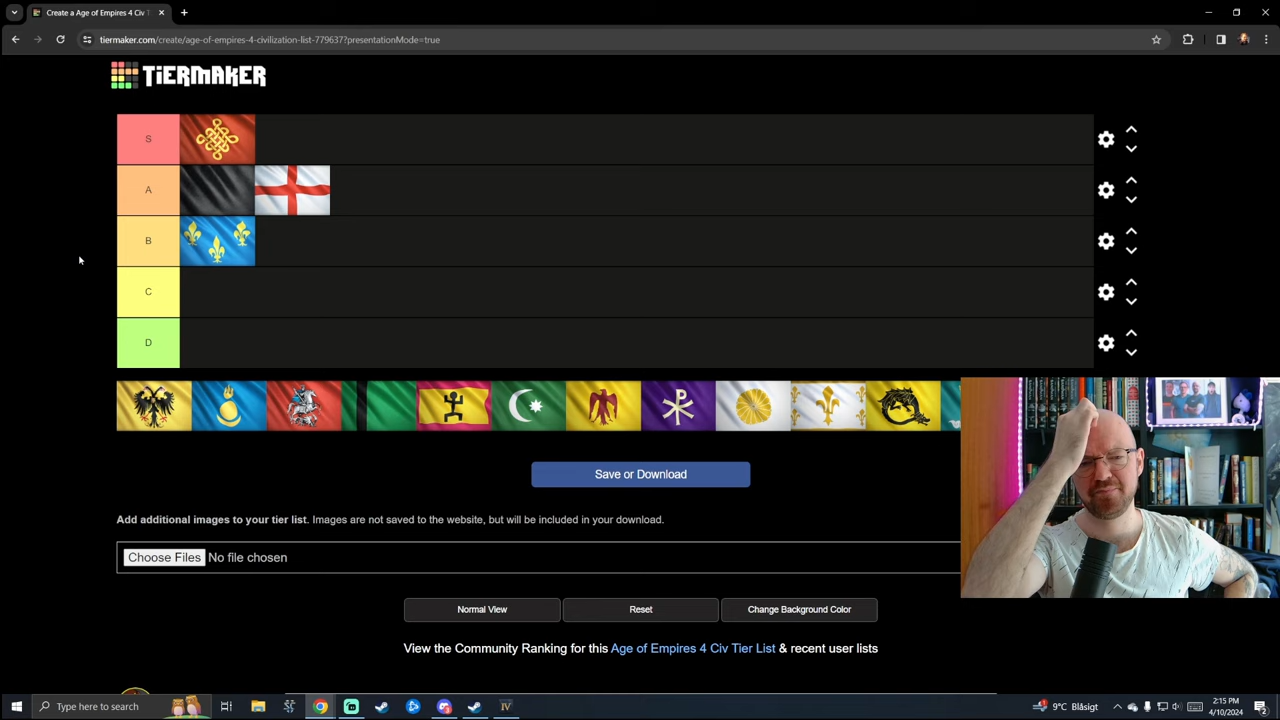 Create a Age of Empires 4 Civ T
tiermaker.com/create/age-of-empires-4-civilization-list-779637?presentationMode=true
TiERMAKER
S
A
B
C
D
Save or Download
Add additional images to your tier list. Images are not saved to the website, but will be included in your download.
Choose Files No file chosen
Normal View
Reset
Change Background Color
View the Community Ranking for this Age of Empires 4 Civ Tier List & recent user lists
Type here to search
IV
9°C Blåsigt
2:15 PM
4/10/2024
2